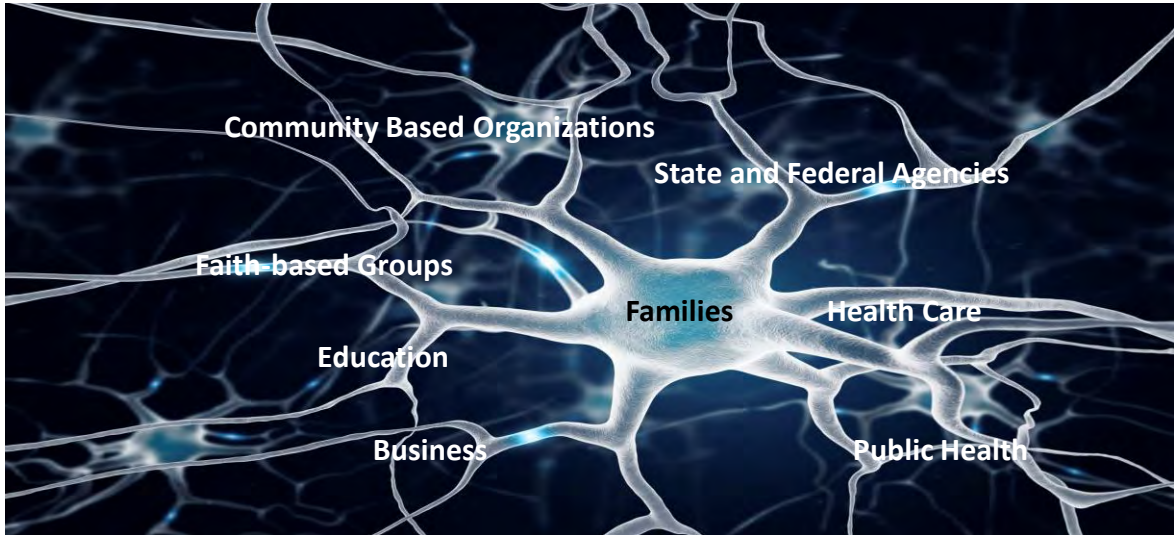 Community Based Organizations
State and Federal Agencies
Faith-based Groups
Families
Health Care
Education
Business
Public Health